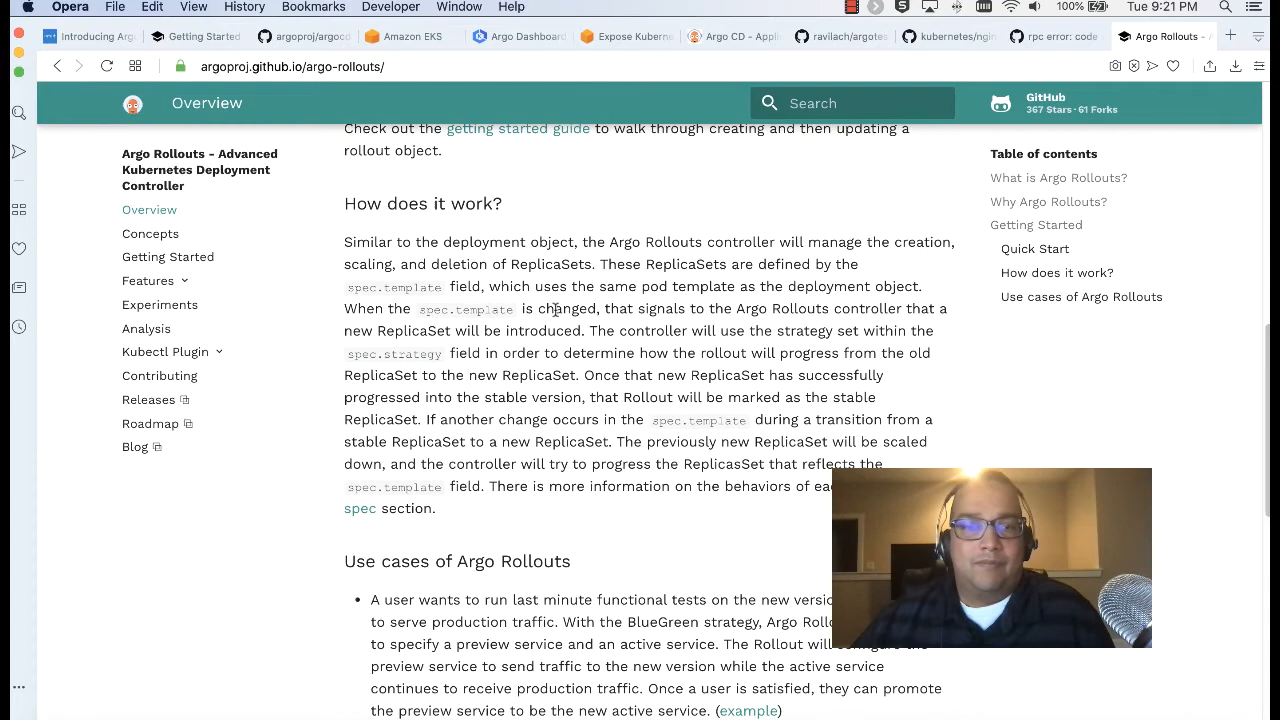 Opera File Edit View History Bookmarks Developer Window Help 100% Tue 9:21 PM
Introducing Arg Getting Started argoproj/argocd Amazon EKS Argo Dashboard Expose Kuberne Argo CD - Appli ravilach/argotes kubernetes/ngin rpc error: code Argo Rollouts - A
argoproj.github.io/argo-rollouts/
Overview
Search
GitHub
367 Stars · 61 Forks
Argo Rollouts - Advanced
Kubernetes Deployment
Controller
Overview
Concepts
Getting Started
Features
Experiments
Analysis
Kubectl Plugin
Contributing
Releases
Roadmap
Blog
Check out the getting started guide to walk through creating and then updating a
rollout object.
How does it work?
Similar to the deployment object, the Argo Rollouts controller will manage the creation,
scaling, and deletion of ReplicaSets. These ReplicaSets are defined by the
spec.template field, which uses the same pod template as the deployment object.
When the spec.template is changed, that signals to the Argo Rollouts controller that a
new ReplicaSet will be introduced. The controller will use the strategy set within the
spec.strategy field in order to determine how the rollout will progress from the old
ReplicaSet to the new ReplicaSet. Once that new ReplicaSet has successfully
progressed into the stable version, that Rollout will be marked as the stable
ReplicaSet. If another change occurs in the spec.template during a transition from a
stable ReplicaSet to a new ReplicaSet. The previously new ReplicaSet will be scaled
down, and the controller will try to progress the ReplicasSet that reflects the
spec.template field. There is more information on the behaviors of
spec section.
Use cases of Argo Rollouts
• A user wants to run last minute functional tests on the new
to serve production traffic. With the BlueGreen strategy, Argo
to specify a preview service and an active service. The Rollout will configure the
preview service to send traffic to the new version while the active service
continues to receive production traffic. Once a user is satisfied, they can promote
the preview service to be the new active service. (example)
Table of contents
What is Argo Rollouts?
Why Argo Rollouts?
Getting Started
Quick Start
How does it work?
Use cases of Argo Rollouts